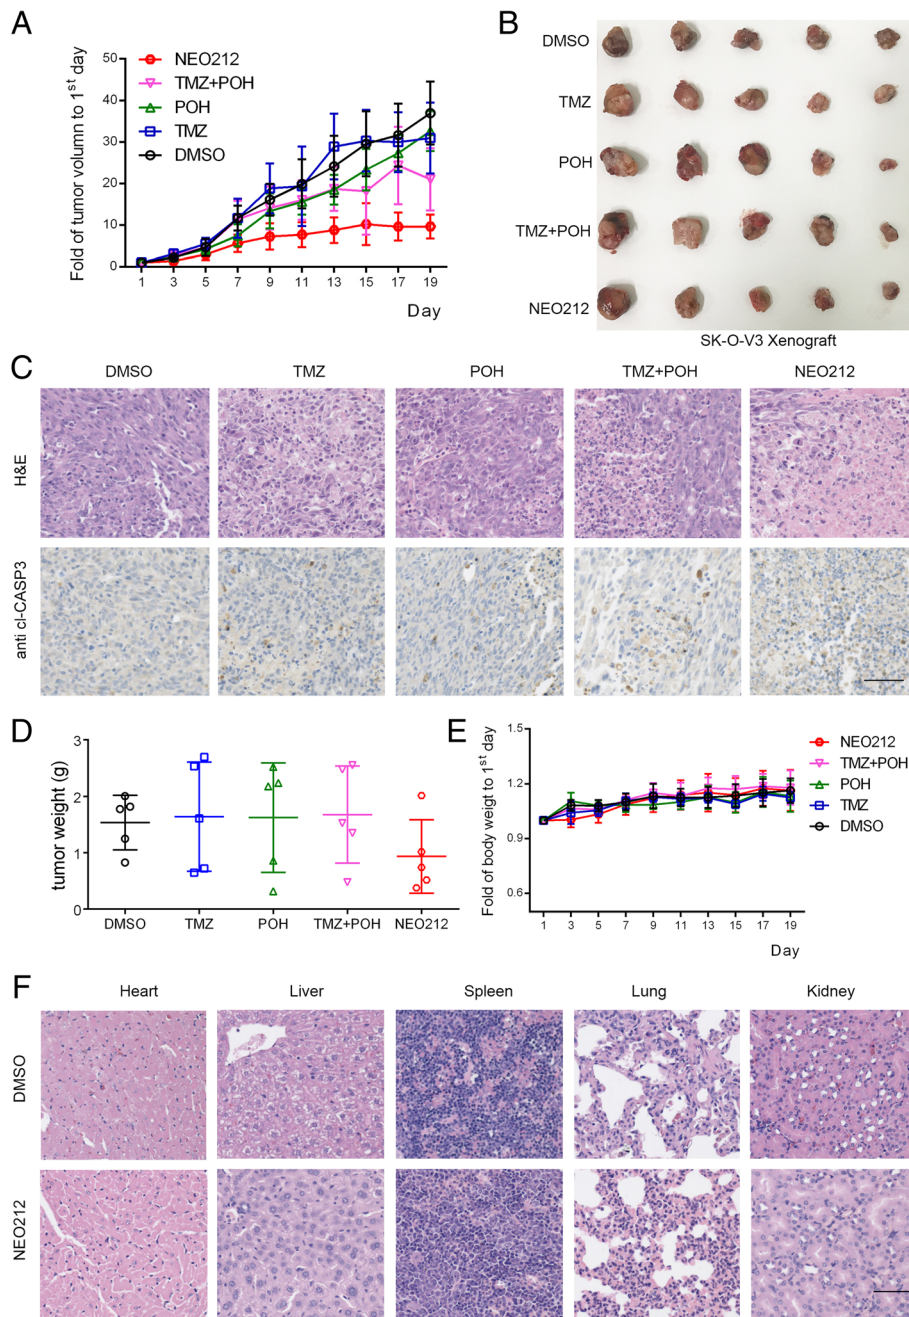 A
Fold of tumor volumn to 1st day
50
40
30
20
10
0
1 3 5 7 9 11 13 15 17 19
Day
NEO212
TMZ+POH
POH
TMZ
DMSO
B
DMSO
TMZ
POH
TMZ+POH
NEO212
SK-O-V3 Xenograft
C
DMSO TMZ POH TMZ+POH NEO212
H&E
anti cl-CASP3
D
tumor weight (g)
3
2
1
0
DMSO TMZ POH TMZ+POH NEO212
E
Fold of body weigt to 1st day
1.5
1.2
0.9
0.6
1 3 5 7 9 11 13 15 17 19
Day
NEO212
TMZ+POH
POH
TMZ
DMSO
F
Heart Liver Spleen Lung Kidney
DMSO
NEO212